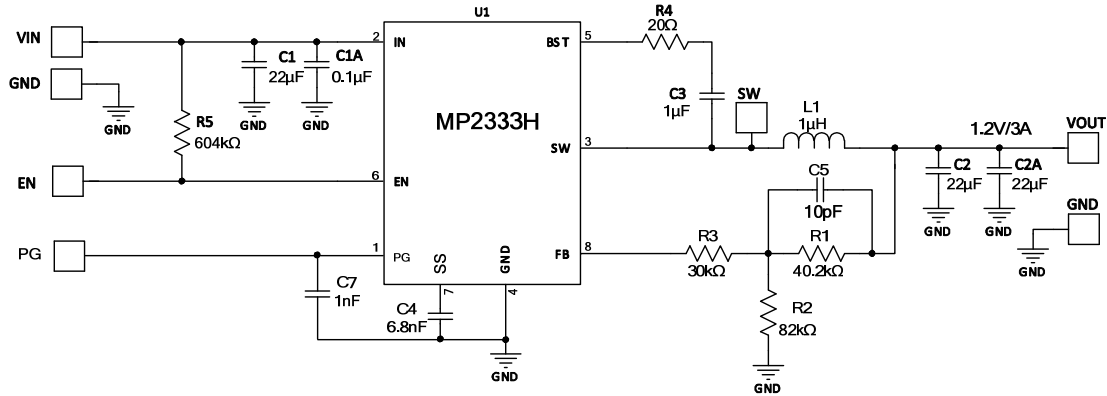 U1
R4
20Ω
VIN
2
IN
BST
5
C1
22µF
C1A
0.1µF
GND
GND
GND
GND
C3
1µF
SW
L1
1µH
R5
604kΩ
MP2333H
1.2V/3A
VOUT
SW
3
C2
22µF
C2A
22µF
EN
6
EN
C5
10pF
GND
GND
GND
GND
PG
1
PG
SS
GND
FB
8
R3
30kΩ
R1
40.2kΩ
C7
1nF
7
4
C4
6.8nF
R2
82kΩ
GND
GND